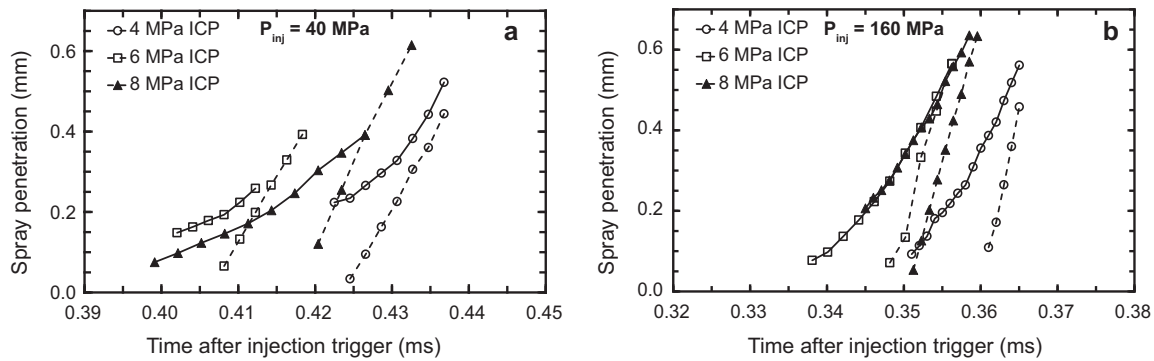 P_inj = 40 MPa
a
4 MPa ICP
6 MPa ICP
8 MPa ICP
Spray penetration (mm)
0.6
0.4
0.2
0.0
0.39 0.40 0.41 0.42 0.43 0.44 0.45
Time after injection trigger (ms)
P_inj = 160 MPa
b
4 MPa ICP
6 MPa ICP
8 MPa ICP
Spray penetration (mm)
0.6
0.4
0.2
0.0
0.32 0.33 0.34 0.35 0.36 0.37 0.38
Time after injection trigger (ms)